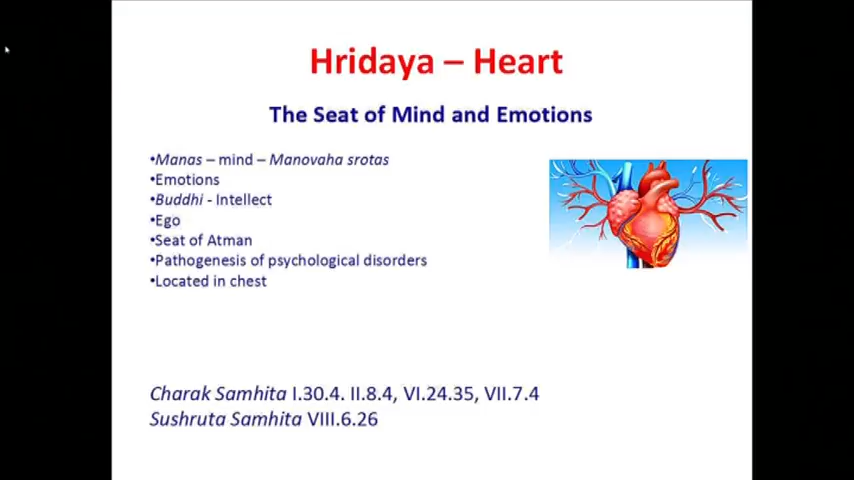 Hridaya – Heart
The Seat of Mind and Emotions
•Manas – mind – Manovaha srotas
•Emotions
•Buddhi - Intellect
•Ego
•Seat of Atman
•Pathogenesis of psychological disorders
•Located in chest
Charak Samhita I.30.4. II.8.4, VI.24.35, VII.7.4
Sushruta Samhita VIII.6.26